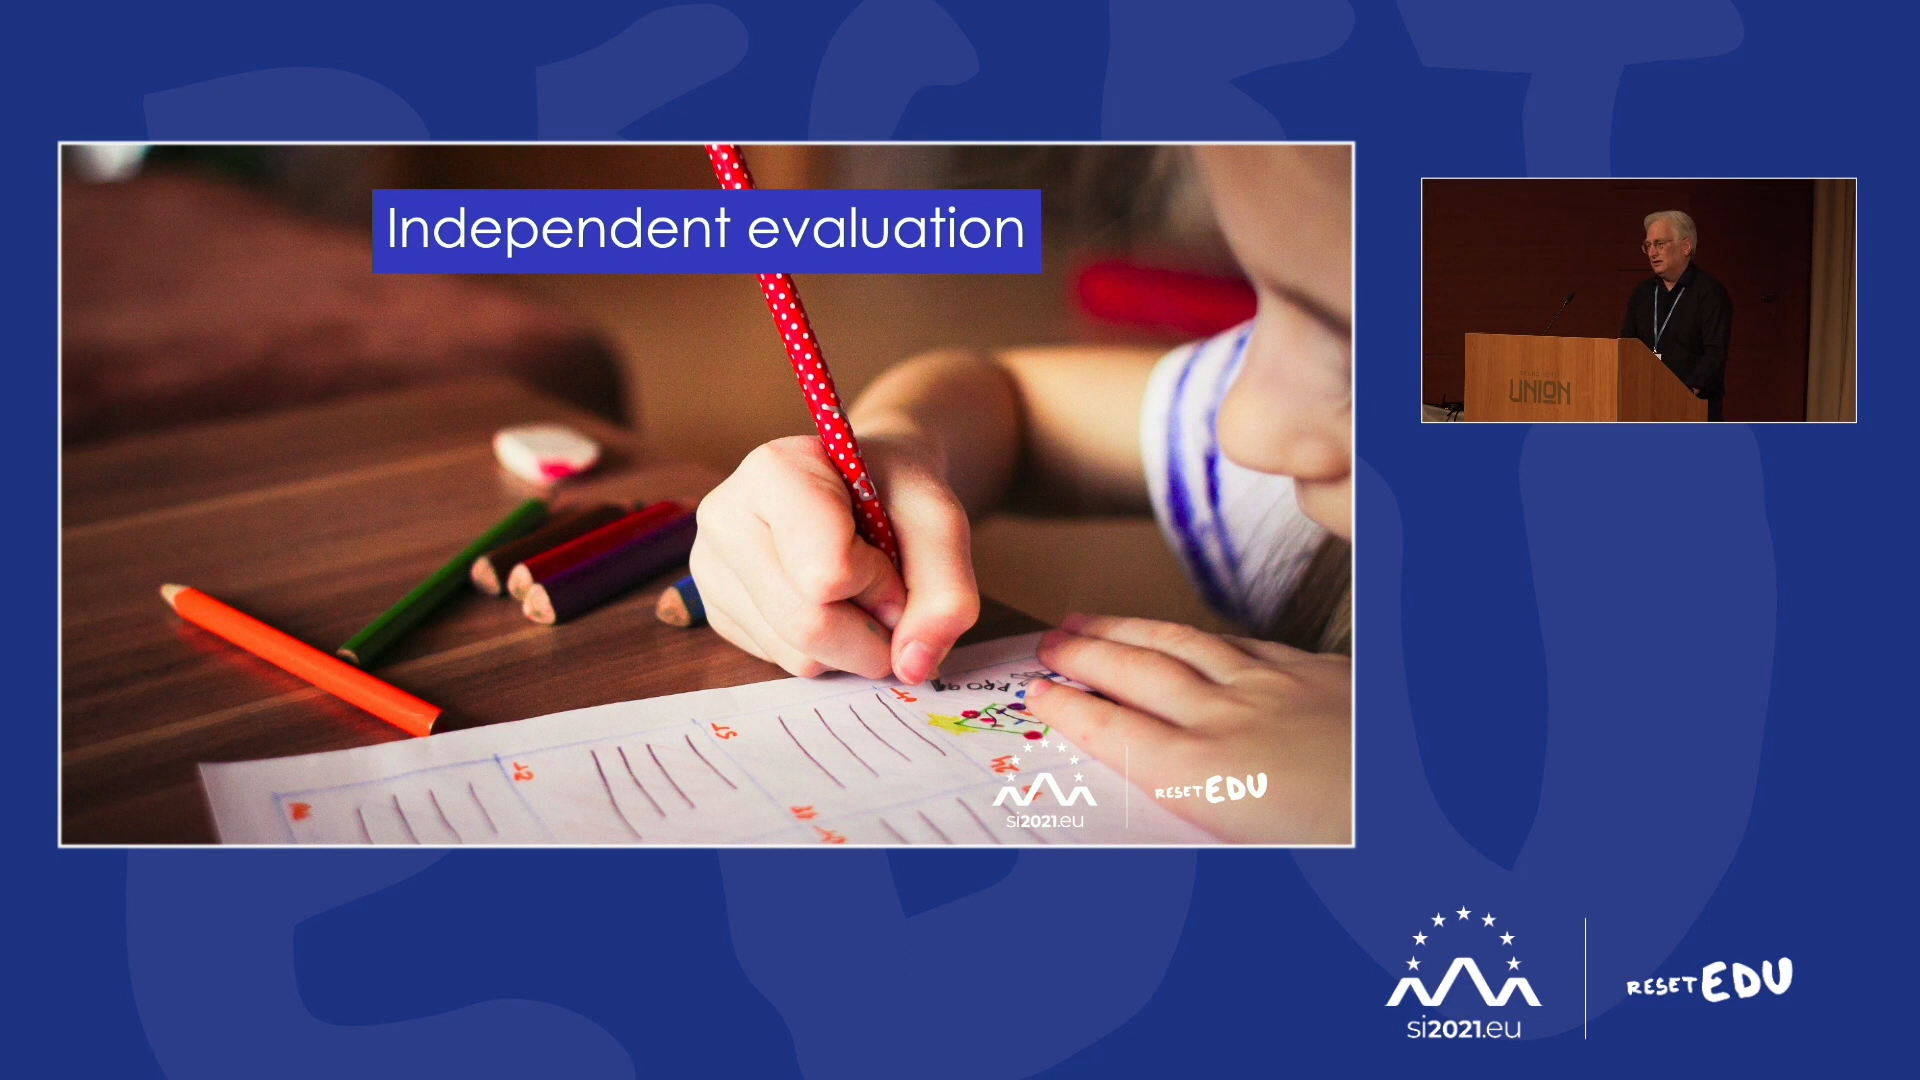 Independent evaluation
si2021.eu
RESET EDU
UNION
si2021.eu
RESET EDU